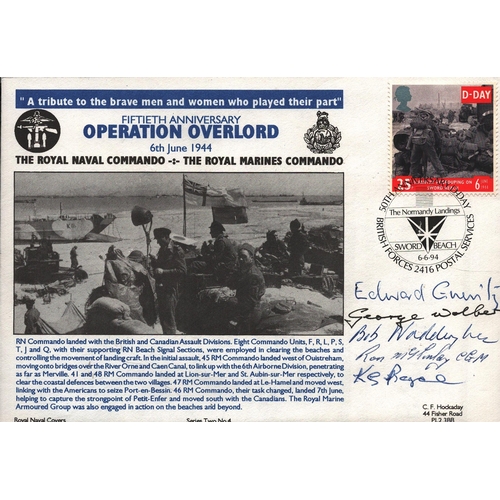 " A tribute to the brave men and women who played their part"
FIFTIETH ANNIVERSARY
OPERATION OVERLORD
6th June 1944
THE ROYAL NAVAL COMMANDO -:- THE ROYAL MARINES COMMANDO
D-DAY
25
6
SWORD BEACH
50TH
D-DAY
The Normandy Landings
SWORD BEACH
6-6-94
BRITISH FORCES 2416 POSTAL SERVICES
Edward
George
Bob
Ron
RN Commando landed with the British and Canadian Assault Divisions. Eight Commando Units, F, R, L, P, S,
T, J and Q, with their supporting RN Beach Signal Sections, were employed in clearing the beaches and
controlling the movement of landing craft. In the initial assault, 45 RM Commando landed west of Ouistreham,
moving onto bridges over the River Orne and Caen Canal, to link up with the 6th Airborne Division, penetrating
as far as Merville. 41 and 48 RM Commando landed at Lion-sur-Mer and St. Aubin-sur-Mer respectively to
clear the coastal defences between the two villages. 47 RM Commando landed at Le-Hamel and moved west,
linking with the Americans to seize Port-en-Bessin. 46 RM Commando, their task changed, landed 7th June,
helping to capture the strongpoint of Petit-Enfer and moved south with the Canadians. The Royal Marine
Armoured Group was also engaged in action on the beaches and beyond.
Royal Naval Covers
Series Two No.4
C. F. Hockaday
44 Fisher Road
PL2 3BB